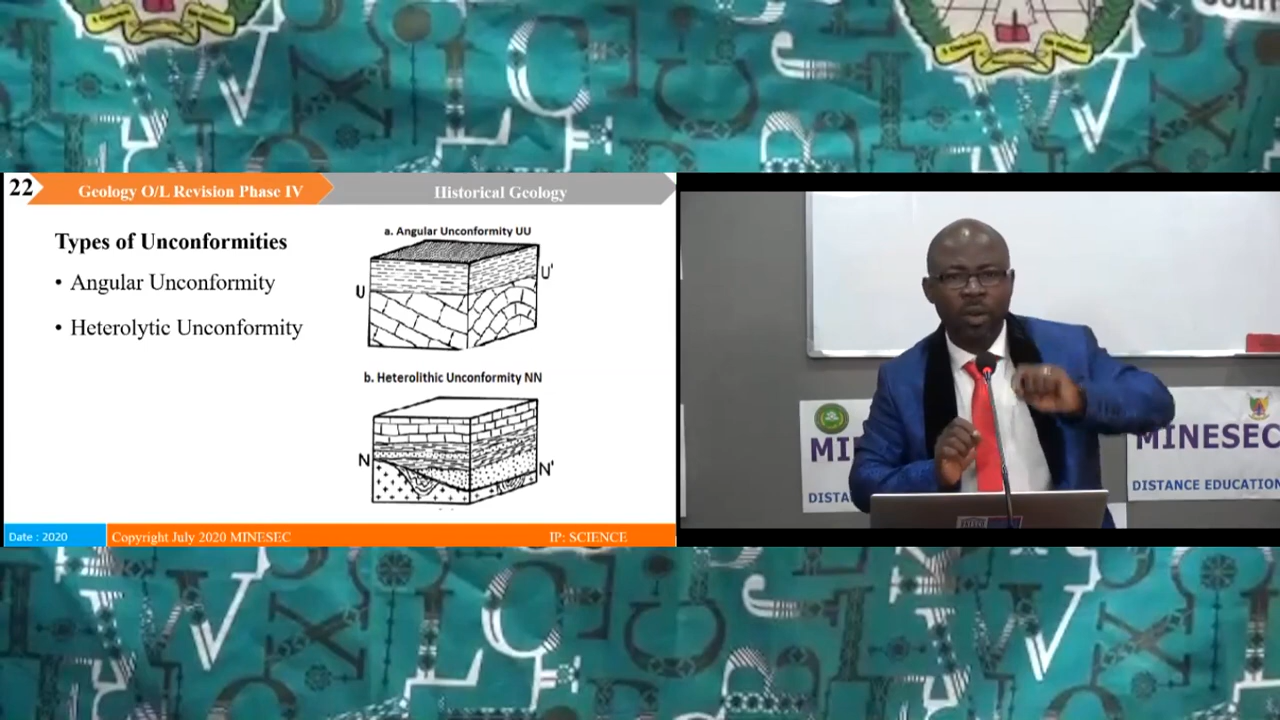 22
Geology O/L Revision Phase IV
Historical Geology
Types of Unconformities
• Angular Unconformity
• Heterolytic Unconformity
a. Angular Unconformity UU
U
U'
b. Heterolithic Unconformity NN
N
N'
Date : 2020
Copyright July 2020 MINESEC
IP: SCIENCE
MI
DISTA
MINESEC
DISTANCE EDUCATION